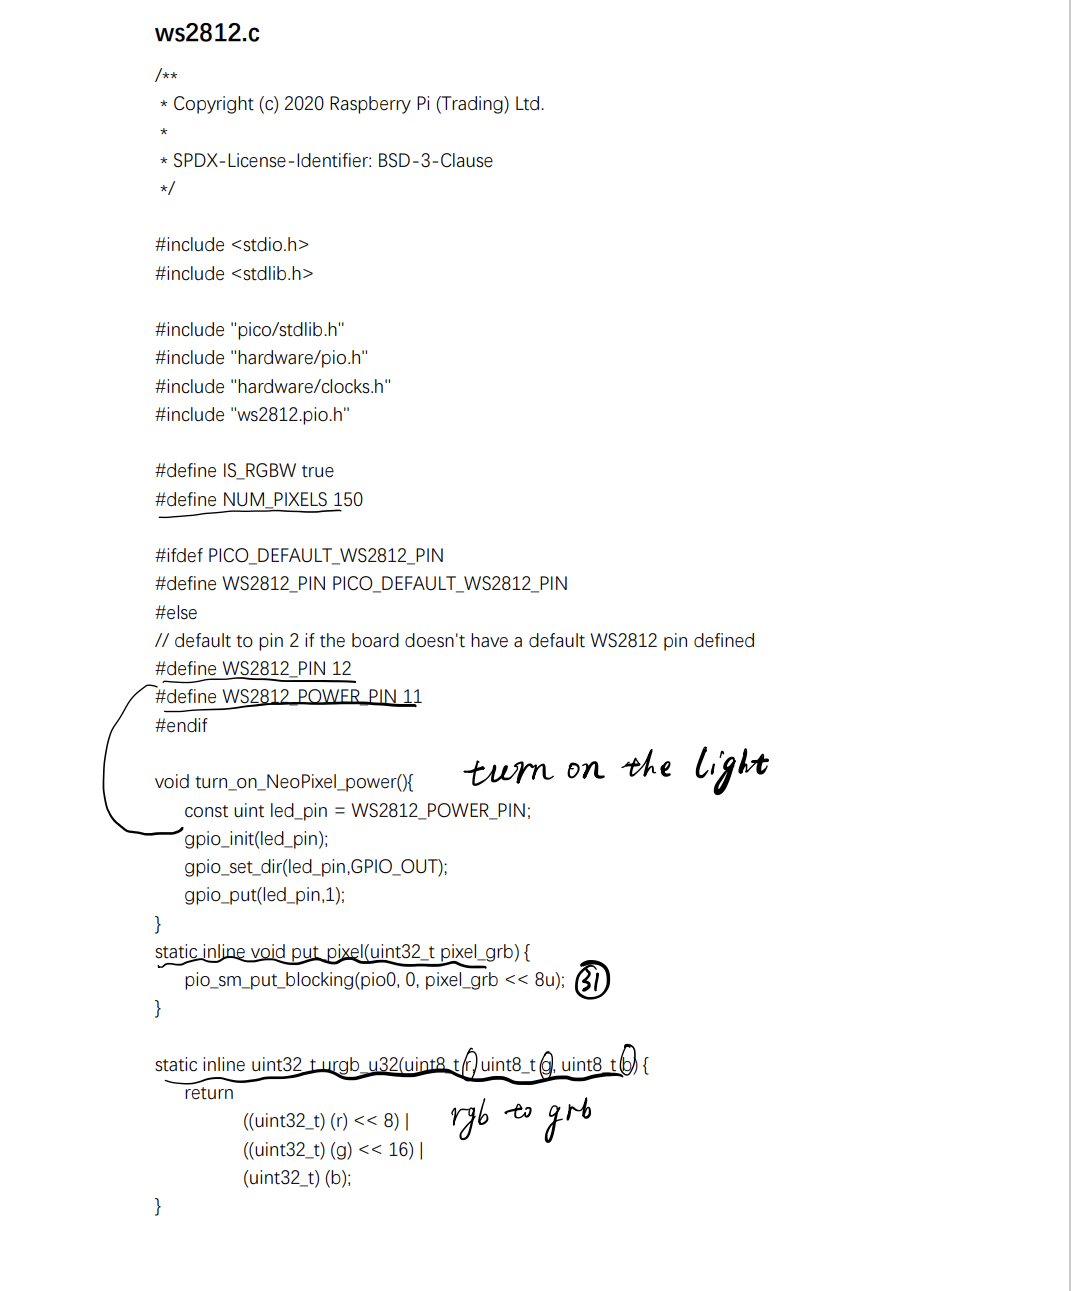 ws2812.c
/**
* Copyright (c) 2020 Raspberry Pi (Trading) Ltd.
*
* SPDX-License-Identifier: BSD-3-Clause
*/
#include <stdio.h>
#include <stdlib.h>
#include "pico/stdlib.h"
#include "hardware/pio.h"
#include "hardware/clocks.h"
#include "ws2812.pio.h"
#define IS_RGBW true
#define NUM_PIXELS 150
#ifdef PICO_DEFAULT_WS2812_PIN
#define WS2812_PIN PICO_DEFAULT_WS2812_PIN
#else
// default to pin 2 if the board doesn't have a default WS2812 pin defined
#define WS2812_PIN 12
#define WS2812_POWER_PIN 11
#endif
turn on the light
void turn_on_NeoPixel_power(){
const uint led_pin = WS2812_POWER_PIN;
gpio_init(led_pin);
gpio_set_dir(led_pin,GPIO_OUT);
gpio_put(led_pin,1);
}
static inline void put_pixel(uint32_t pixel_grb) {
pio_sm_put_blocking(pio0, 0, pixel_grb << 8u); 31
}
static inline uint32_t urgb_u32(uint8_t r, uint8_t g, uint8_t b) {
return
((uint32_t) (r) << 8) |
rgb to grb
((uint32_t) (g) << 16) |
(uint32_t) (b);
}